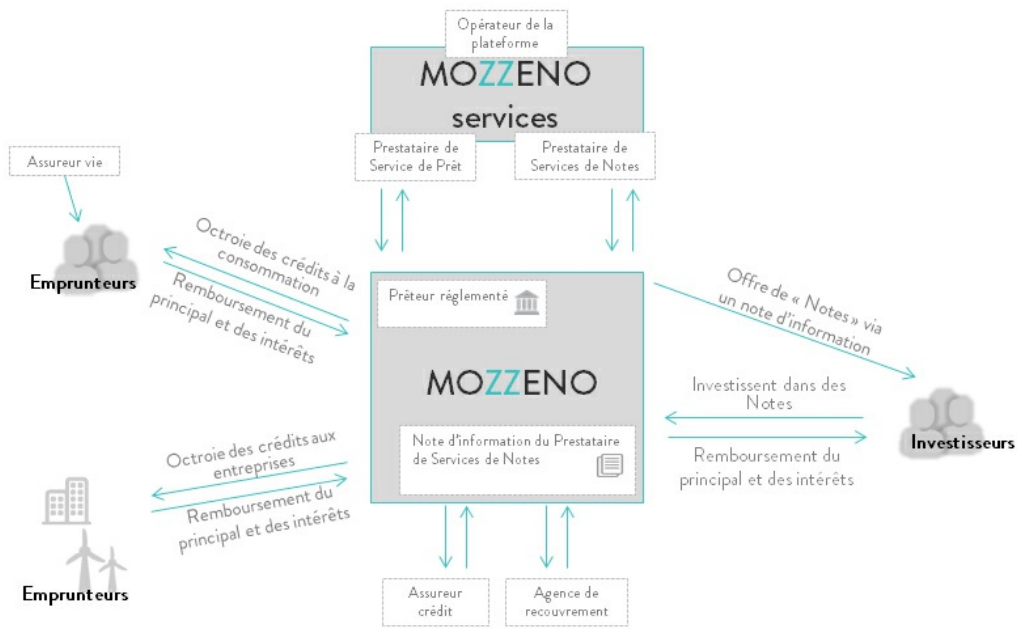 Opérateur de la
plateforme
MOZZENO
services
Prestataire de
Service de Prêt
Prestataire de
Services de Notes
Assureur vie
Emprunteurs
Octroie des crédits à la
consommation
Remboursement du
principal et des intérêts
Prêteur réglementé
MOZZENO
Note d'information du Prestataire
de Services de Notes
Offre de « Notes » via
un note d'information
Investissent dans des
Notes
Remboursement du
principal et des intérêts
Investisseurs
Octroie des crédits aux
entreprises
Remboursement du
principal et des intérêts
Emprunteurs
Assureur
crédit
Agence de
recouvrement